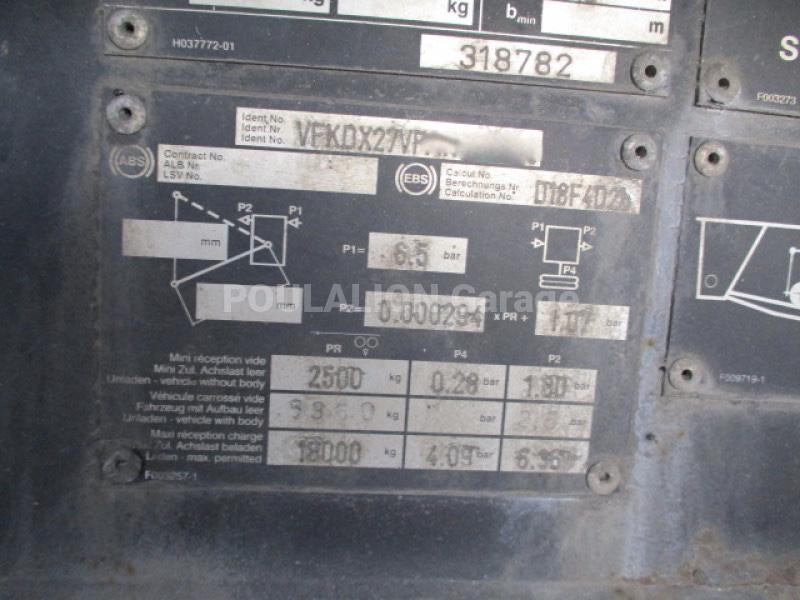 kg
kg
b min
m
H037772-01
318782
S
F003273
Ident No.
Ident. Nr.
Ident No.
VFKDX27VP
ABS
Contract No.
ALB Nr.
LSV No.
EBS
Calcul No.
Berechnungs Nr.
Calculation No.
D18F4D2
P2
P1
mm
mm
P1=
6.5
bar
P1
P2
P4
POULALION Garage
P2=
0.000294
x PR +
1.07
bar
PR
P4
P2
Mini réception vide
Mini Zul. Achslast leer
Unladen - vehicle without body
2500
kg
0.28
bar
1.80
bar
Véhicule carrossé vide
Fahrzeug mit Aufbau leer
Unladen - vehicle with body
kg
bar
bar
Maxi réception charge
Zul. Achslast beladen
Laden - max. permitted
18000
kg
4.09
bar
bar
F003257-1
F009719-1